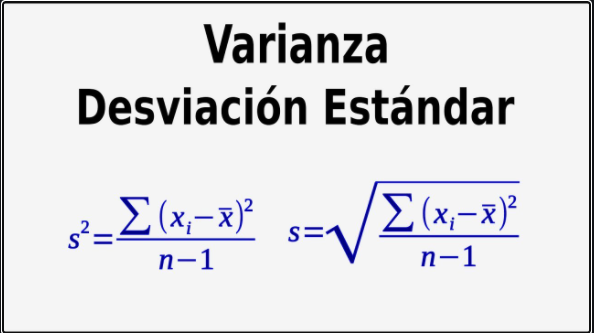 Varianza
Desviación Estándar
s² = ∑ (xᵢ − x̄)² / n − 1    s = √(∑ (xᵢ − x̄)² / n − 1)